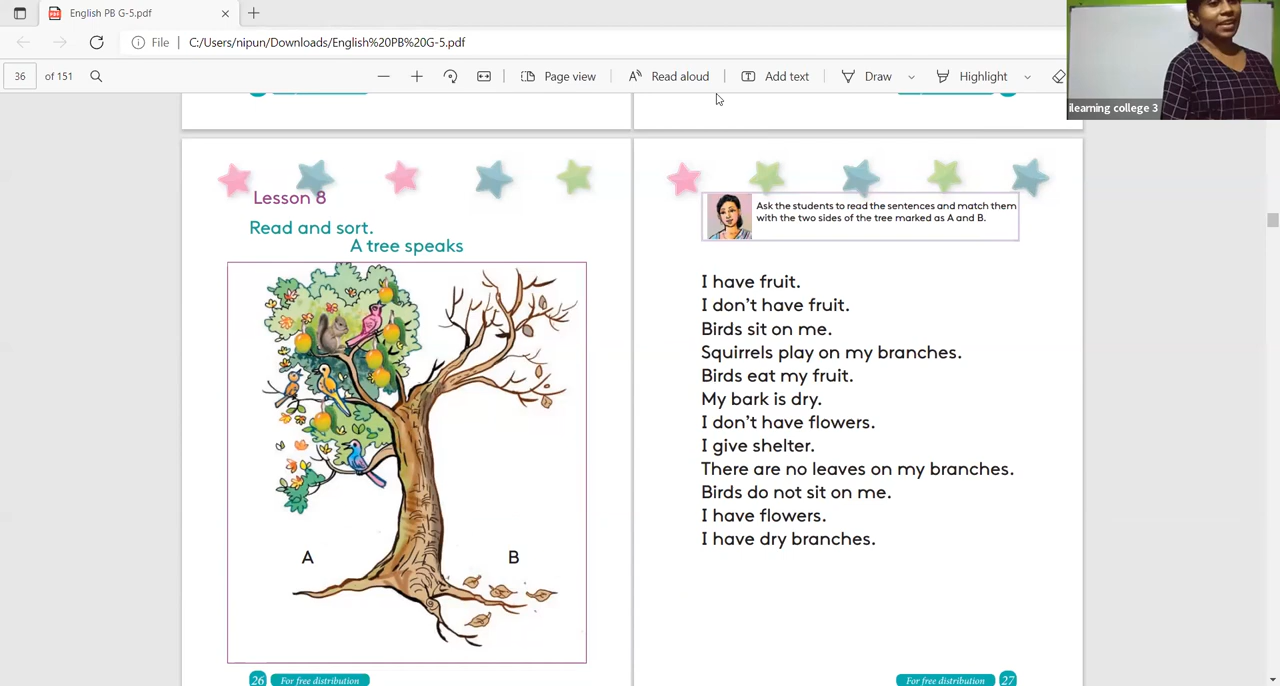 English PB G-5.pdf
File
C:/Users/nipun/Downloads/English%20PB%20G-5.pdf
36 of 151
Page view
Read aloud
Add text
Draw
Highlight
ilearning college 3
Lesson 8
Read and sort.
A tree speaks
A
B
26 For free distribution
Ask the students to read the sentences and match them
with the two sides of the tree marked as A and B.
I have fruit.
I don't have fruit.
Birds sit on me.
Squirrels play on my branches.
Birds eat my fruit.
My bark is dry.
I don't have flowers.
I give shelter.
There are no leaves on my branches.
Birds do not sit on me.
I have flowers.
I have dry branches.
For free distribution 27